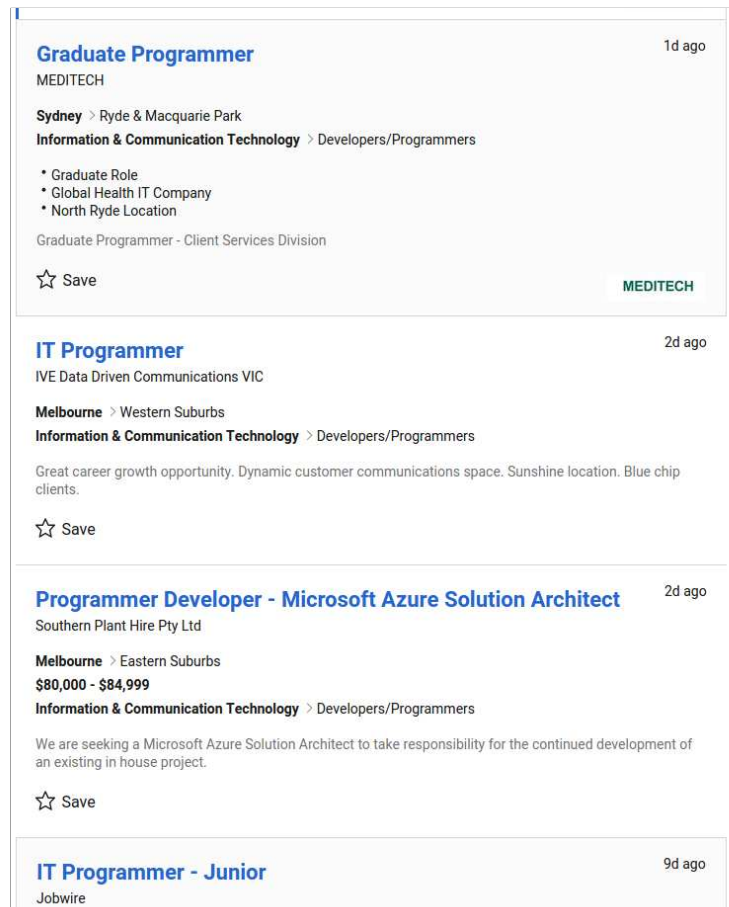 Graduate Programmer
1d ago
MEDITECH
Sydney > Ryde & Macquarie Park
Information & Communication Technology > Developers/Programmers
• Graduate Role
• Global Health IT Company
• North Ryde Location
Graduate Programmer - Client Services Division
Save
MEDITECH
IT Programmer
2d ago
IVE Data Driven Communications VIC
Melbourne > Western Suburbs
Information & Communication Technology > Developers/Programmers
Great career growth opportunity. Dynamic customer communications space. Sunshine location. Blue chip
clients.
Save
Programmer Developer - Microsoft Azure Solution Architect
2d ago
Southern Plant Hire Pty Ltd
Melbourne > Eastern Suburbs
$80,000 - $84,999
Information & Communication Technology > Developers/Programmers
We are seeking a Microsoft Azure Solution Architect to take responsibility for the continued development of
an existing in house project.
Save
IT Programmer - Junior
9d ago
Jobwire